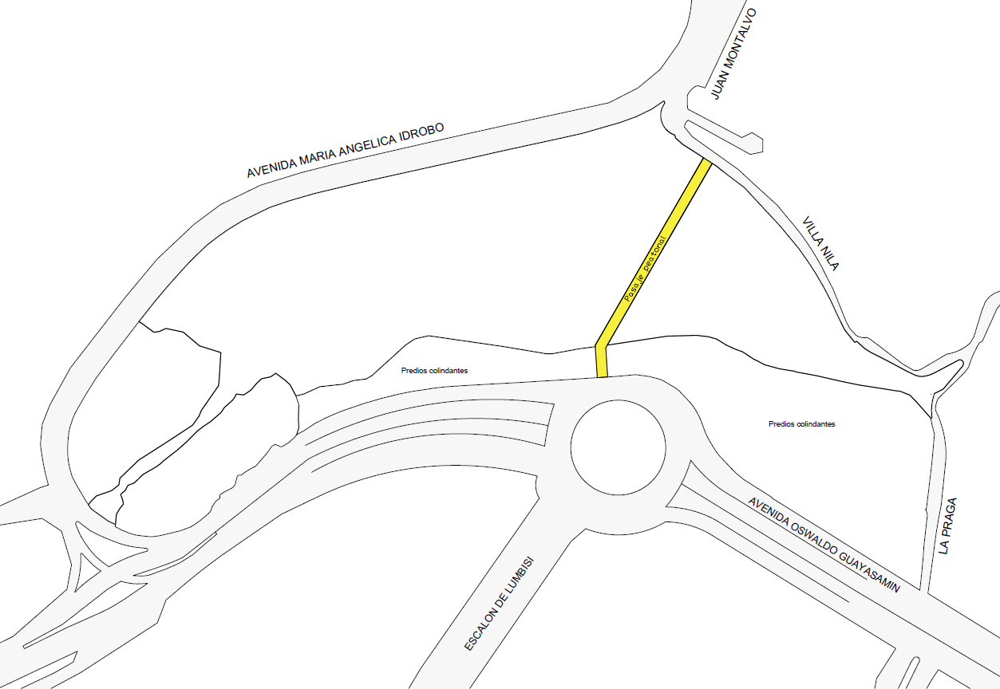 JUAN MONTALVO
AVENIDA MARIA ANGELICA IDROBO
VILLA NILA
Pasaje peatonal
Predios colindantes
Predios colindantes
AVENIDA OSWALDO GUAYASAMIN
LA PRAGA
ESCALON DE LUMBISI